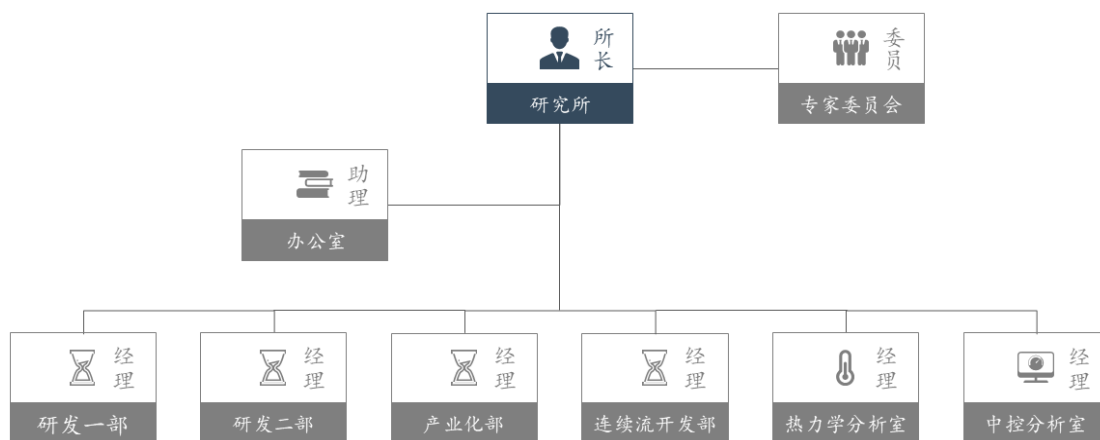 所长
研究所
委员
专家委员会
助理
办公室
经理
研发一部
经理
研发二部
经理
产业化部
经理
连续流开发部
经理
热力学分析室
经理
中控分析室